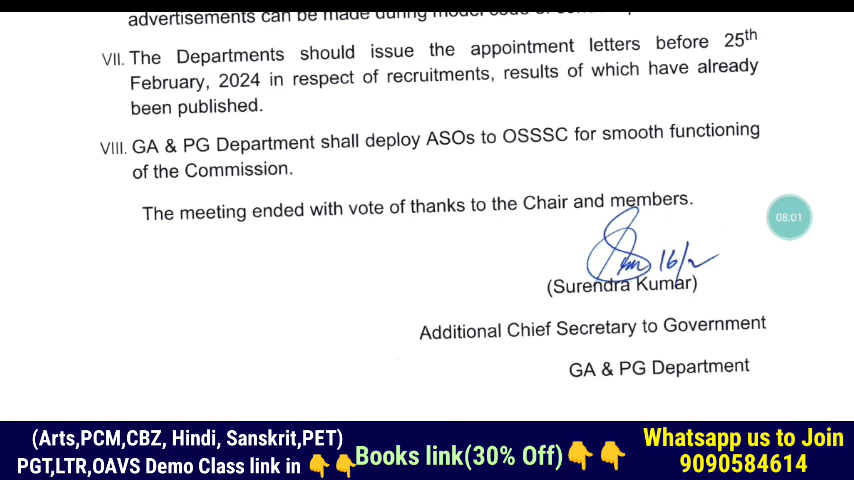 advertisements can be made during model code of
VII. The Departments should issue the appointment letters before 25th
February, 2024 in respect of recruitments, results of which have already
been published.
VIII. GA & PG Department shall deploy ASOs to OSSSC for smooth functioning
of the Commission.
The meeting ended with vote of thanks to the Chair and members.
08:01
16/2
(Surendra Kumar)
Additional Chief Secretary to Government
GA & PG Department
(Arts,PCM,CBZ, Hindi, Sanskrit,PET)
PGT,LTR,OAVS Demo Class link in 👇👇
Books link(30% Off)👇👇
Whatsapp us to Join
9090584614